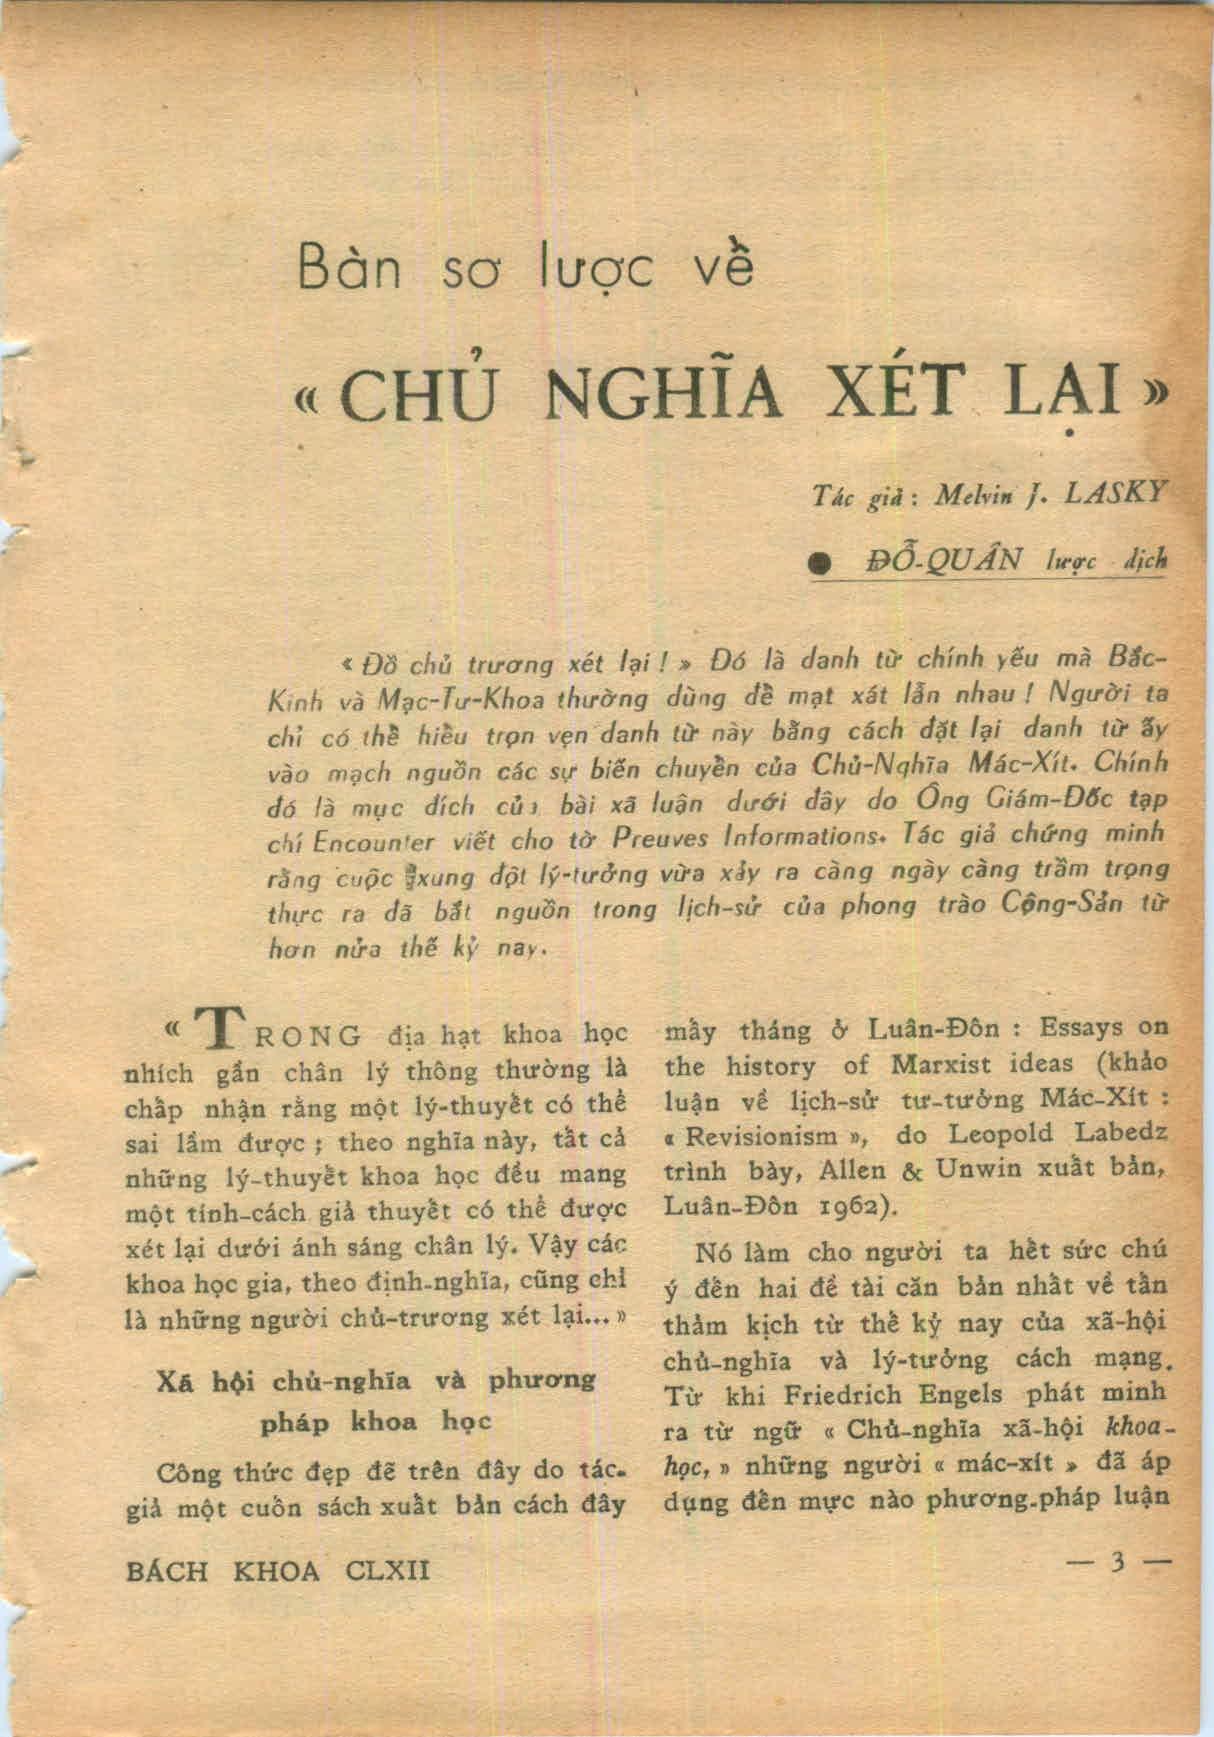 Bàn sơ lược về
« CHỦ NGHĨA XÉT LẠI »
Tác giả : Melvin J. LASKY
● ĐỖ-QUÂN lược dịch
« Đồ chủ trương xét lại ! » Đó là danh từ chính yếu mà Bắc-
Kinh và Mạc-Tư-Khoa thường dùng để mạt xát lẫn nhau ! Người ta
chỉ có thể hiểu trọn vẹn danh từ này bằng cách đặt lại danh từ ấy
vào mạch nguồn các sự biến chuyển của Chủ-Nghĩa Mác-Xít. Chính
đó là mục đích của bài xã luận dưới đây do Ông Giám-Đốc tạp
chí Encounter viết cho tờ Preuves Informations. Tác giả chứng minh
rằng cuộc xung đột lý-tưởng vừa xảy ra càng ngày càng trầm trọng
thực ra đã bắt nguồn trong lịch-sử của phong trào Cộng-Sản từ
hơn nửa thế kỷ nay.
« TRONG địa hạt khoa học
nhích gần chân lý thông thường là
chấp nhận rằng một lý-thuyết có thể
sai lầm được ; theo nghĩa này, tất cả
những lý-thuyết khoa học đều mang
một tính-cách giả thuyết có thể được
xét lại dưới ánh sáng chân lý. Vậy các
khoa học gia, theo định-nghĩa, cũng chỉ
là những người chủ-trương xét lại... »
Xã hội chủ-nghĩa và phương
pháp khoa học
Công thức đẹp đẽ trên đây do tác-
giả một cuốn sách xuất bản cách đây
mấy tháng ở Luân-Đôn : Essays on
the history of Marxist ideas (khảo
luận về lịch-sử tư-tưởng Mác-Xít :
« Revisionism », do Leopold Labedz
trình bày, Allen & Unwin xuất bản,
Luân-Đôn 1962).
Nó làm cho người ta hết sức chú
ý đến hai đề tài căn bản nhất về tấn
thảm kịch từ thế kỷ nay của xã-hội
chủ-nghĩa và lý-tưởng cách mạng.
Từ khi Friedrich Engels phát minh
ra từ ngữ « Chủ-nghĩa xã-hội khoa-
học, » những người « mác-xít » đã áp
dụng đến mực nào phương-pháp luận
BÁCH KHOA CLXII
— 3 —